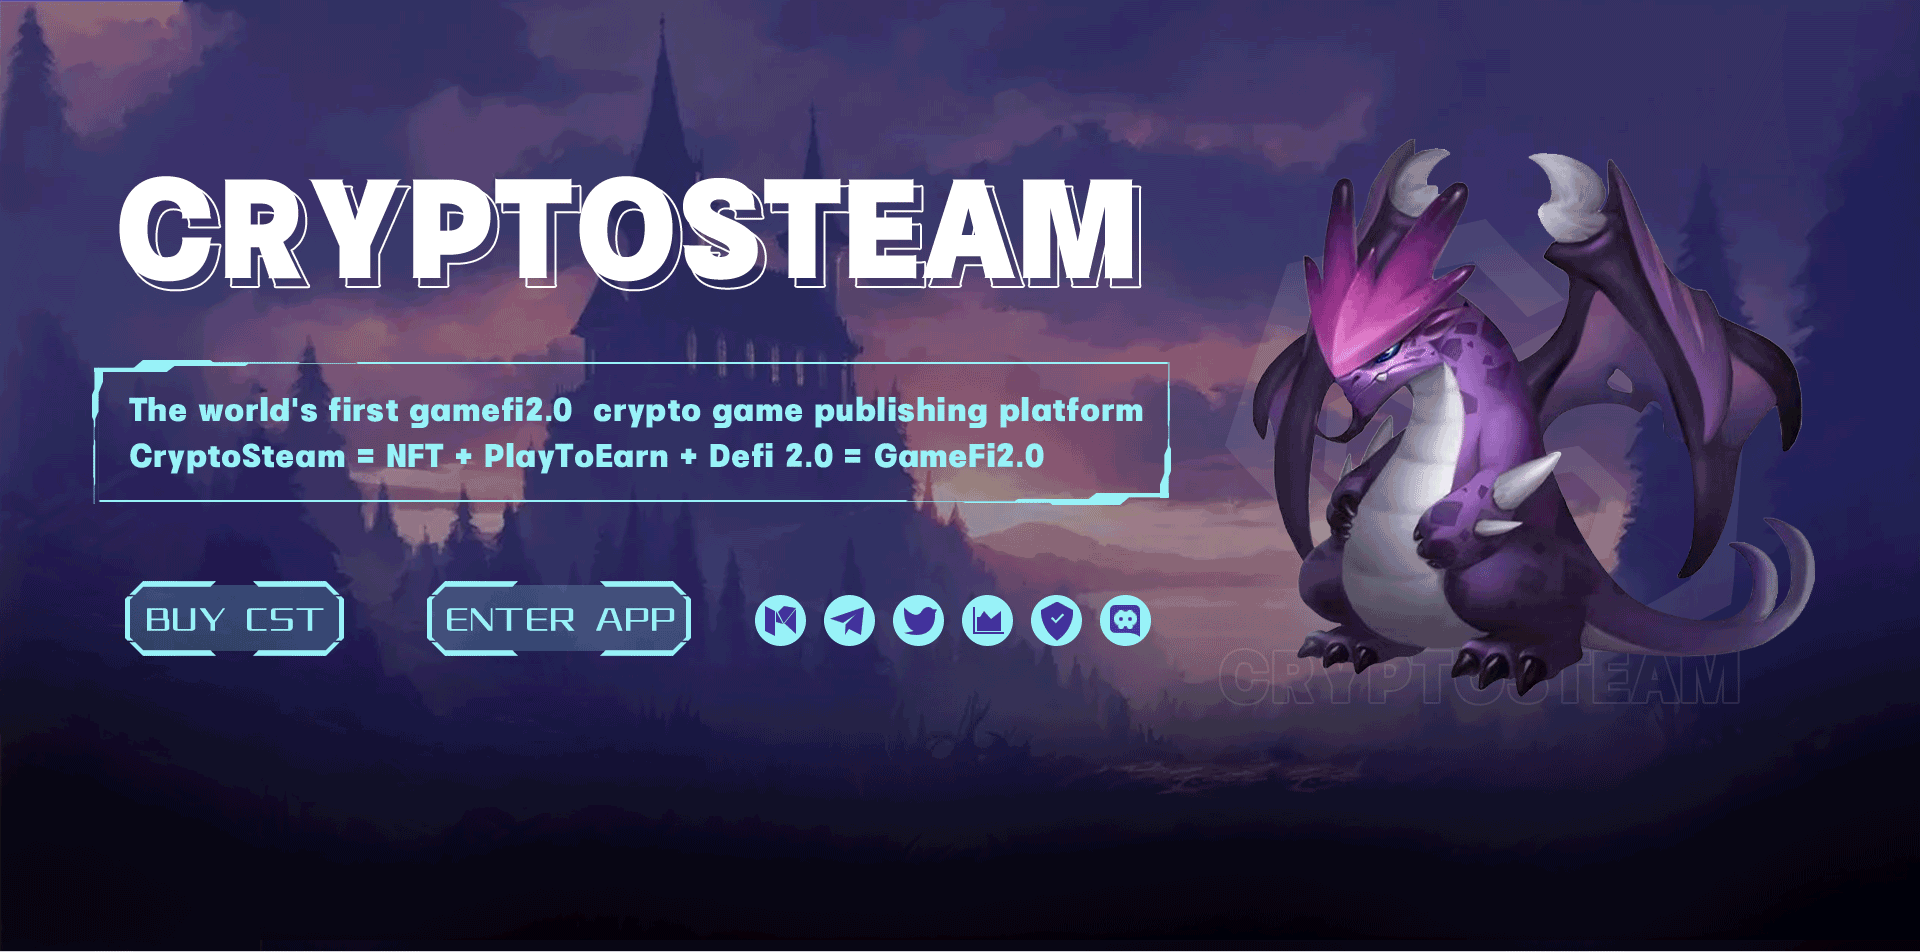 CRYPTOSTEAM
The world's first gamefi2.0 crypto game publishing platform
CryptoSteam = NFT + PlayToEarn + Defi 2.0 = GameFi2.0
BUY CST
ENTER APP
CRYPTOSTEAM